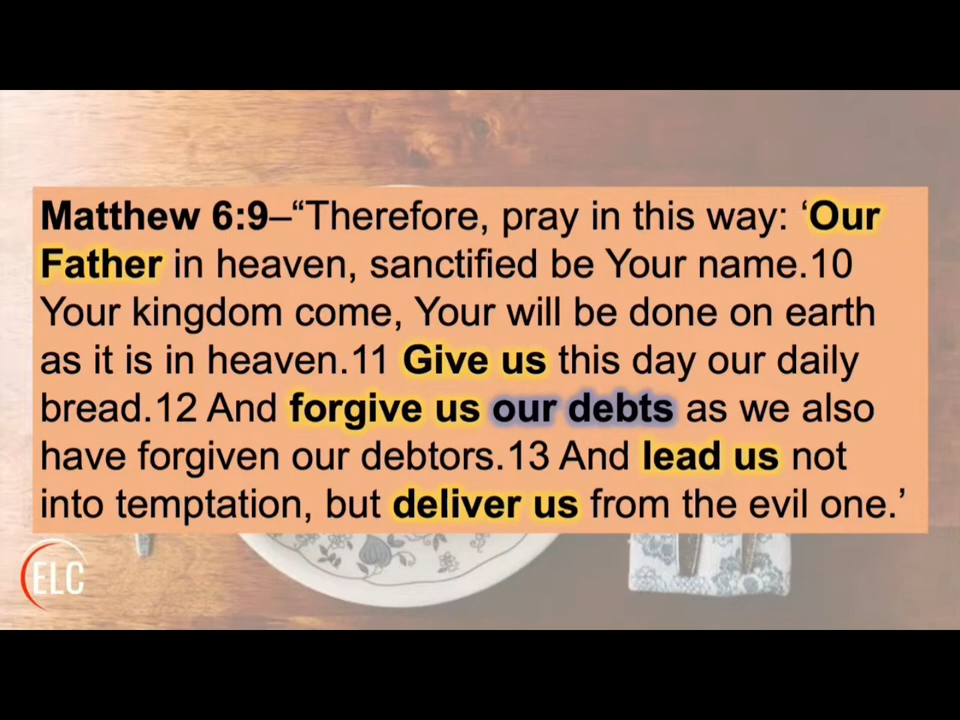 Matthew 6:9–“Therefore, pray in this way: ‘Our
Father in heaven, sanctified be Your name.10
Your kingdom come, Your will be done on earth
as it is in heaven.11 Give us this day our daily
bread.12 And forgive us our debts as we also
have forgiven our debtors.13 And lead us not
into temptation, but deliver us from the evil one.’
ELC